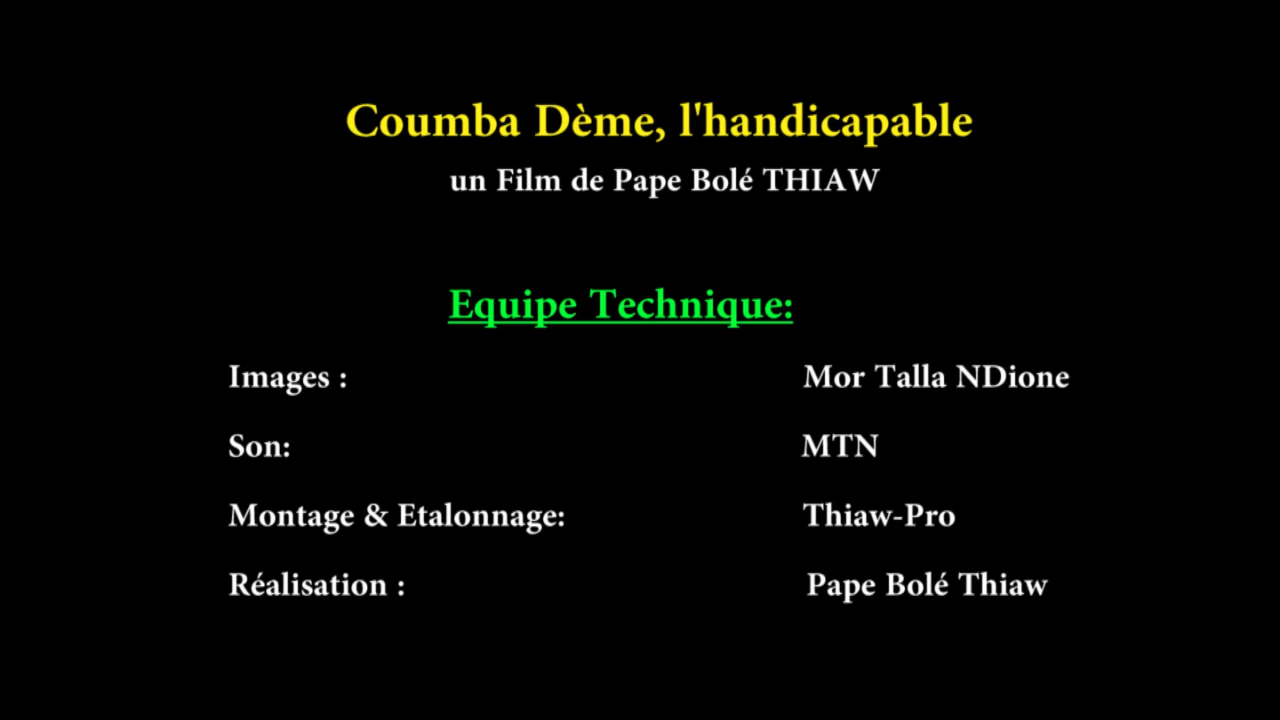 Coumba Dème, l'handicapable
un Film de Pape Bolé THIAW
Equipe Technique:
Images : Mor Talla NDione
Son: MTN
Montage & Etalonnage: Thiaw-Pro
Réalisation : Pape Bolé Thiaw